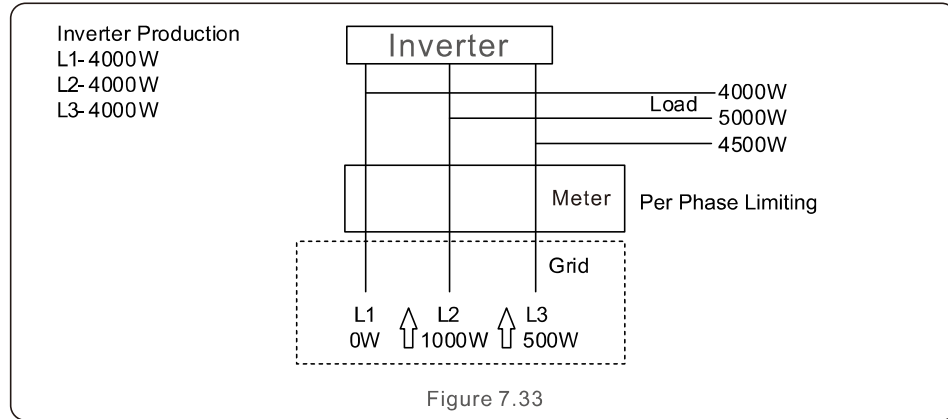 Inverter Production
L1-4000W
L2-4000W
L3-4000W
Inverter
4000W
Load
5000W
4500W
Meter
Per Phase Limiting
Grid
L1
L2
L3
0W
1000W
500W
Figure 7.33